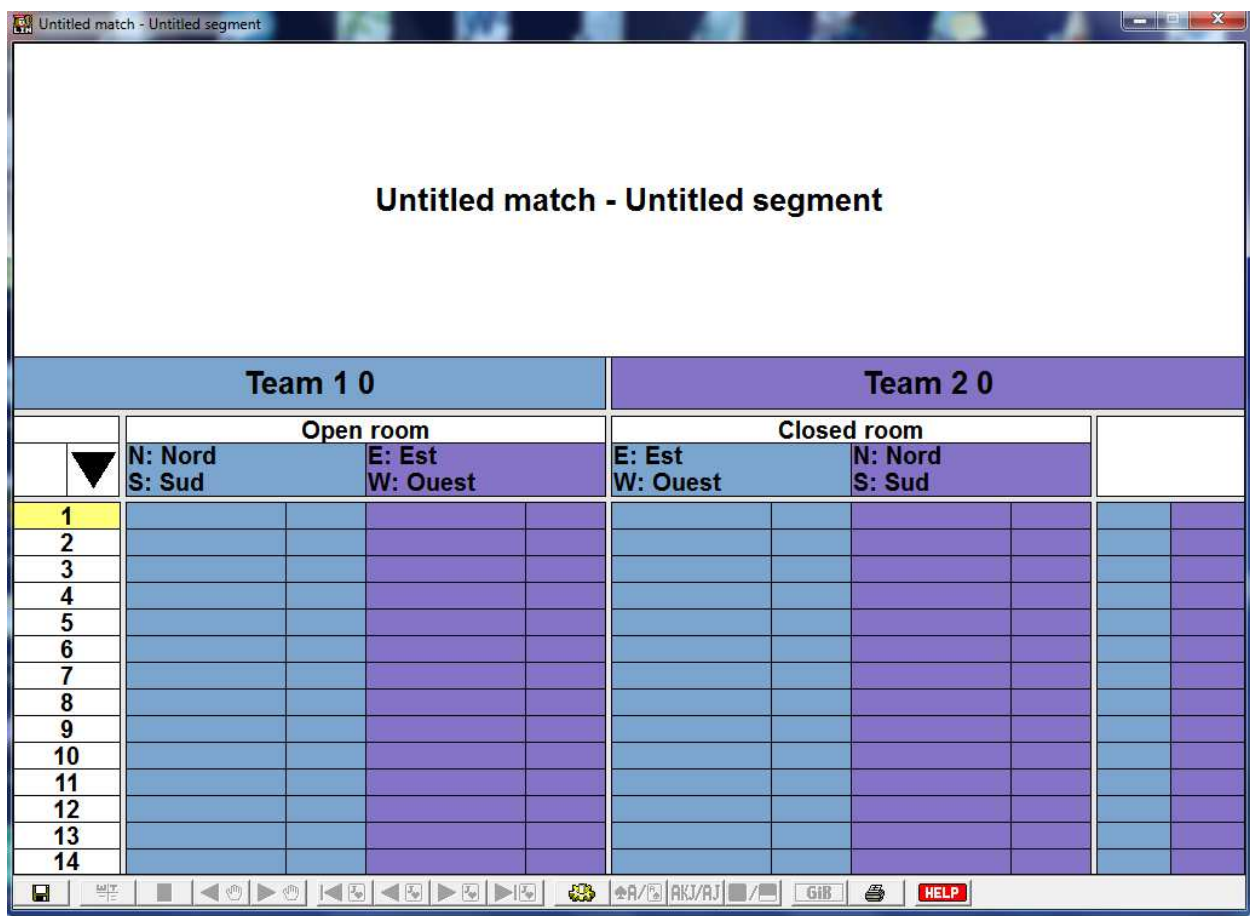 Untitled match - Untitled segment
Untitled match - Untitled segment
Team 1 0 Team 2 0
Open room Closed room
N: Nord E: Est E: Est N: Nord
S: Sud W: Ouest W: Ouest S: Sud
1
2
3
4
5
6
7
8
9
10
11
12
13
14
♠A/ AKJ/AJ / GiB HELP